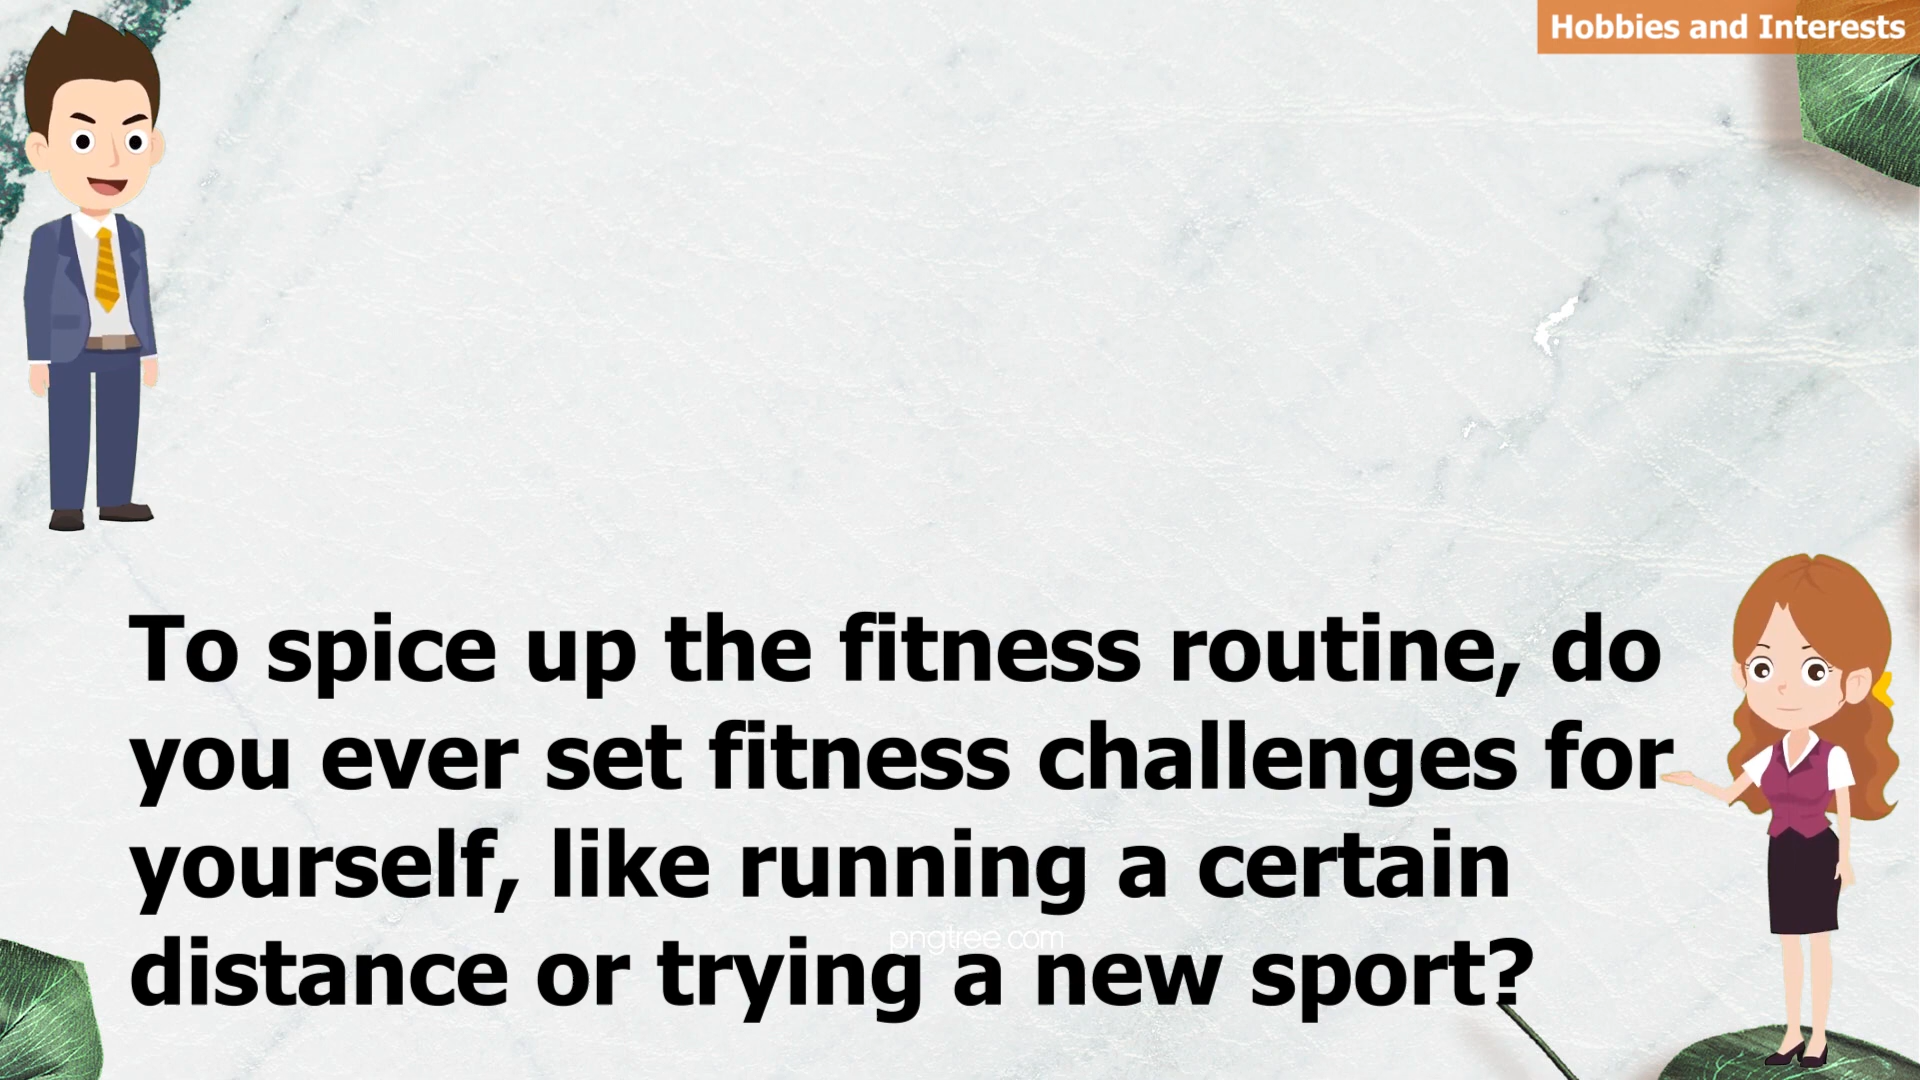 Hobbies and Interests
To spice up the fitness routine, do
you ever set fitness challenges for
yourself, like running a certain
distance or trying a new sport?
pngtree.com